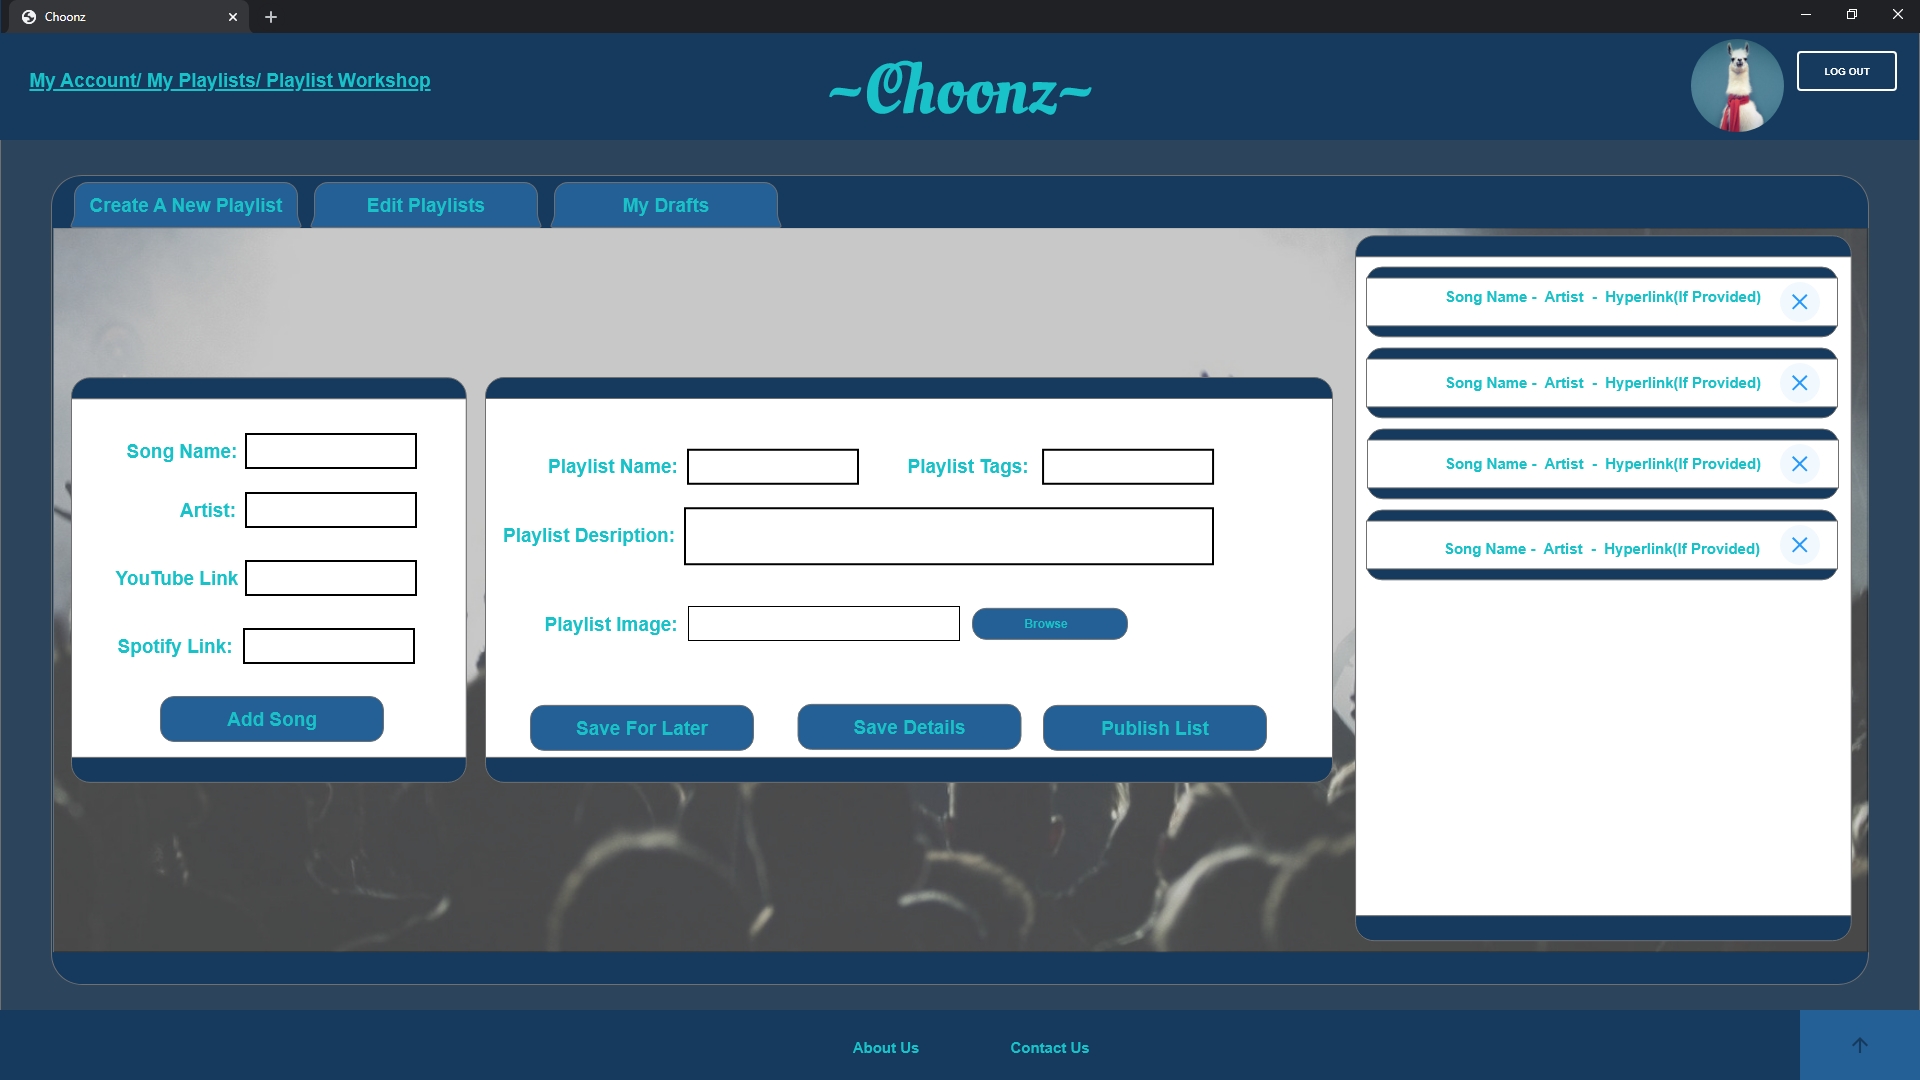 Choonz
My Account/ My Playlists/ Playlist Workshop
~Choonz~
LOG OUT
Create A New Playlist
Edit Playlists
My Drafts
Song Name:
Artist:
YouTube Link
Spotify Link:
Add Song
Playlist Name:
Playlist Tags:
Playlist Desription:
Playlist Image:
Browse
Save For Later
Save Details
Publish List
Song Name - Artist - Hyperlink(If Provided)
Song Name - Artist - Hyperlink(If Provided)
Song Name - Artist - Hyperlink(If Provided)
Song Name - Artist - Hyperlink(If Provided)
About Us
Contact Us